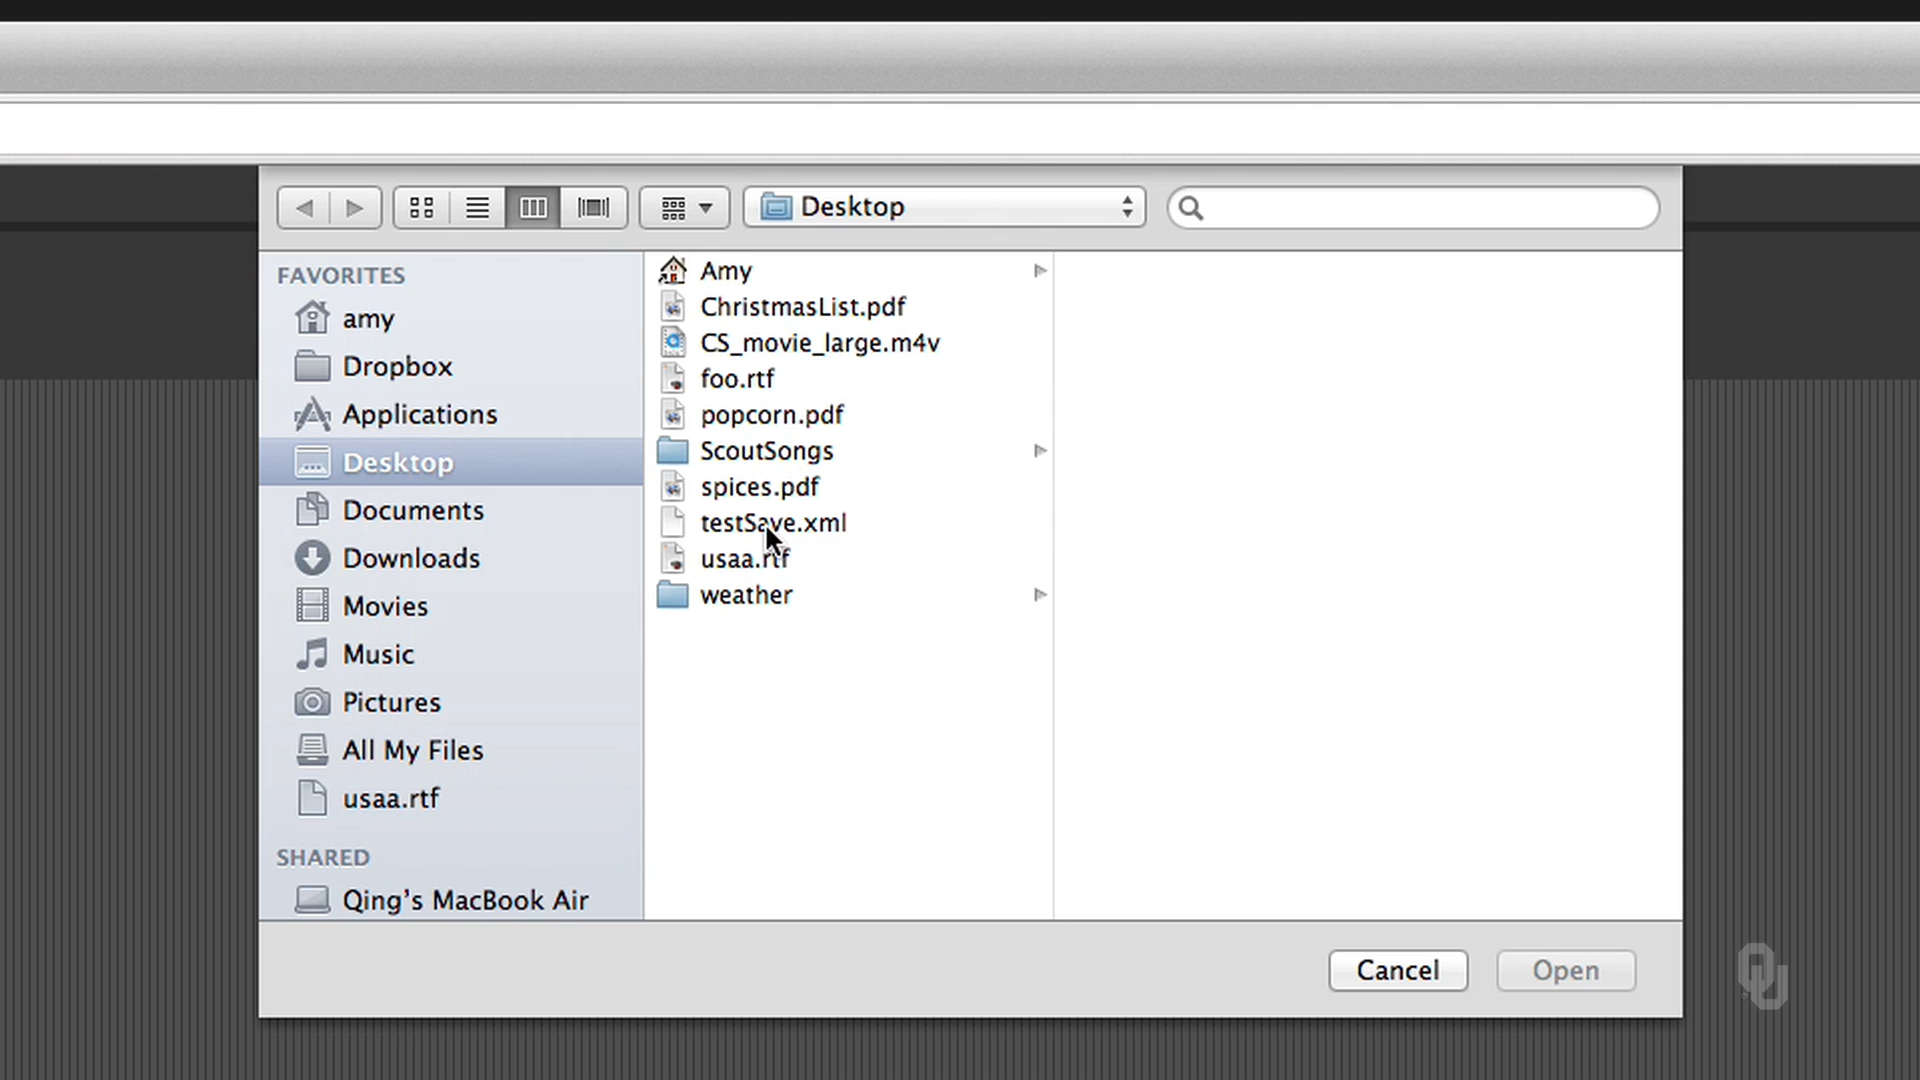 Desktop
FAVORITES
amy
Dropbox
Applications
Desktop
Documents
Downloads
Movies
Music
Pictures
All My Files
usaa.rtf
SHARED
Qing's MacBook Air
Amy
ChristmasList.pdf
CS_movie_large.m4v
foo.rtf
popcorn.pdf
ScoutSongs
spices.pdf
testSave.xml
usaa.rtf
weather
Cancel
Open
OU